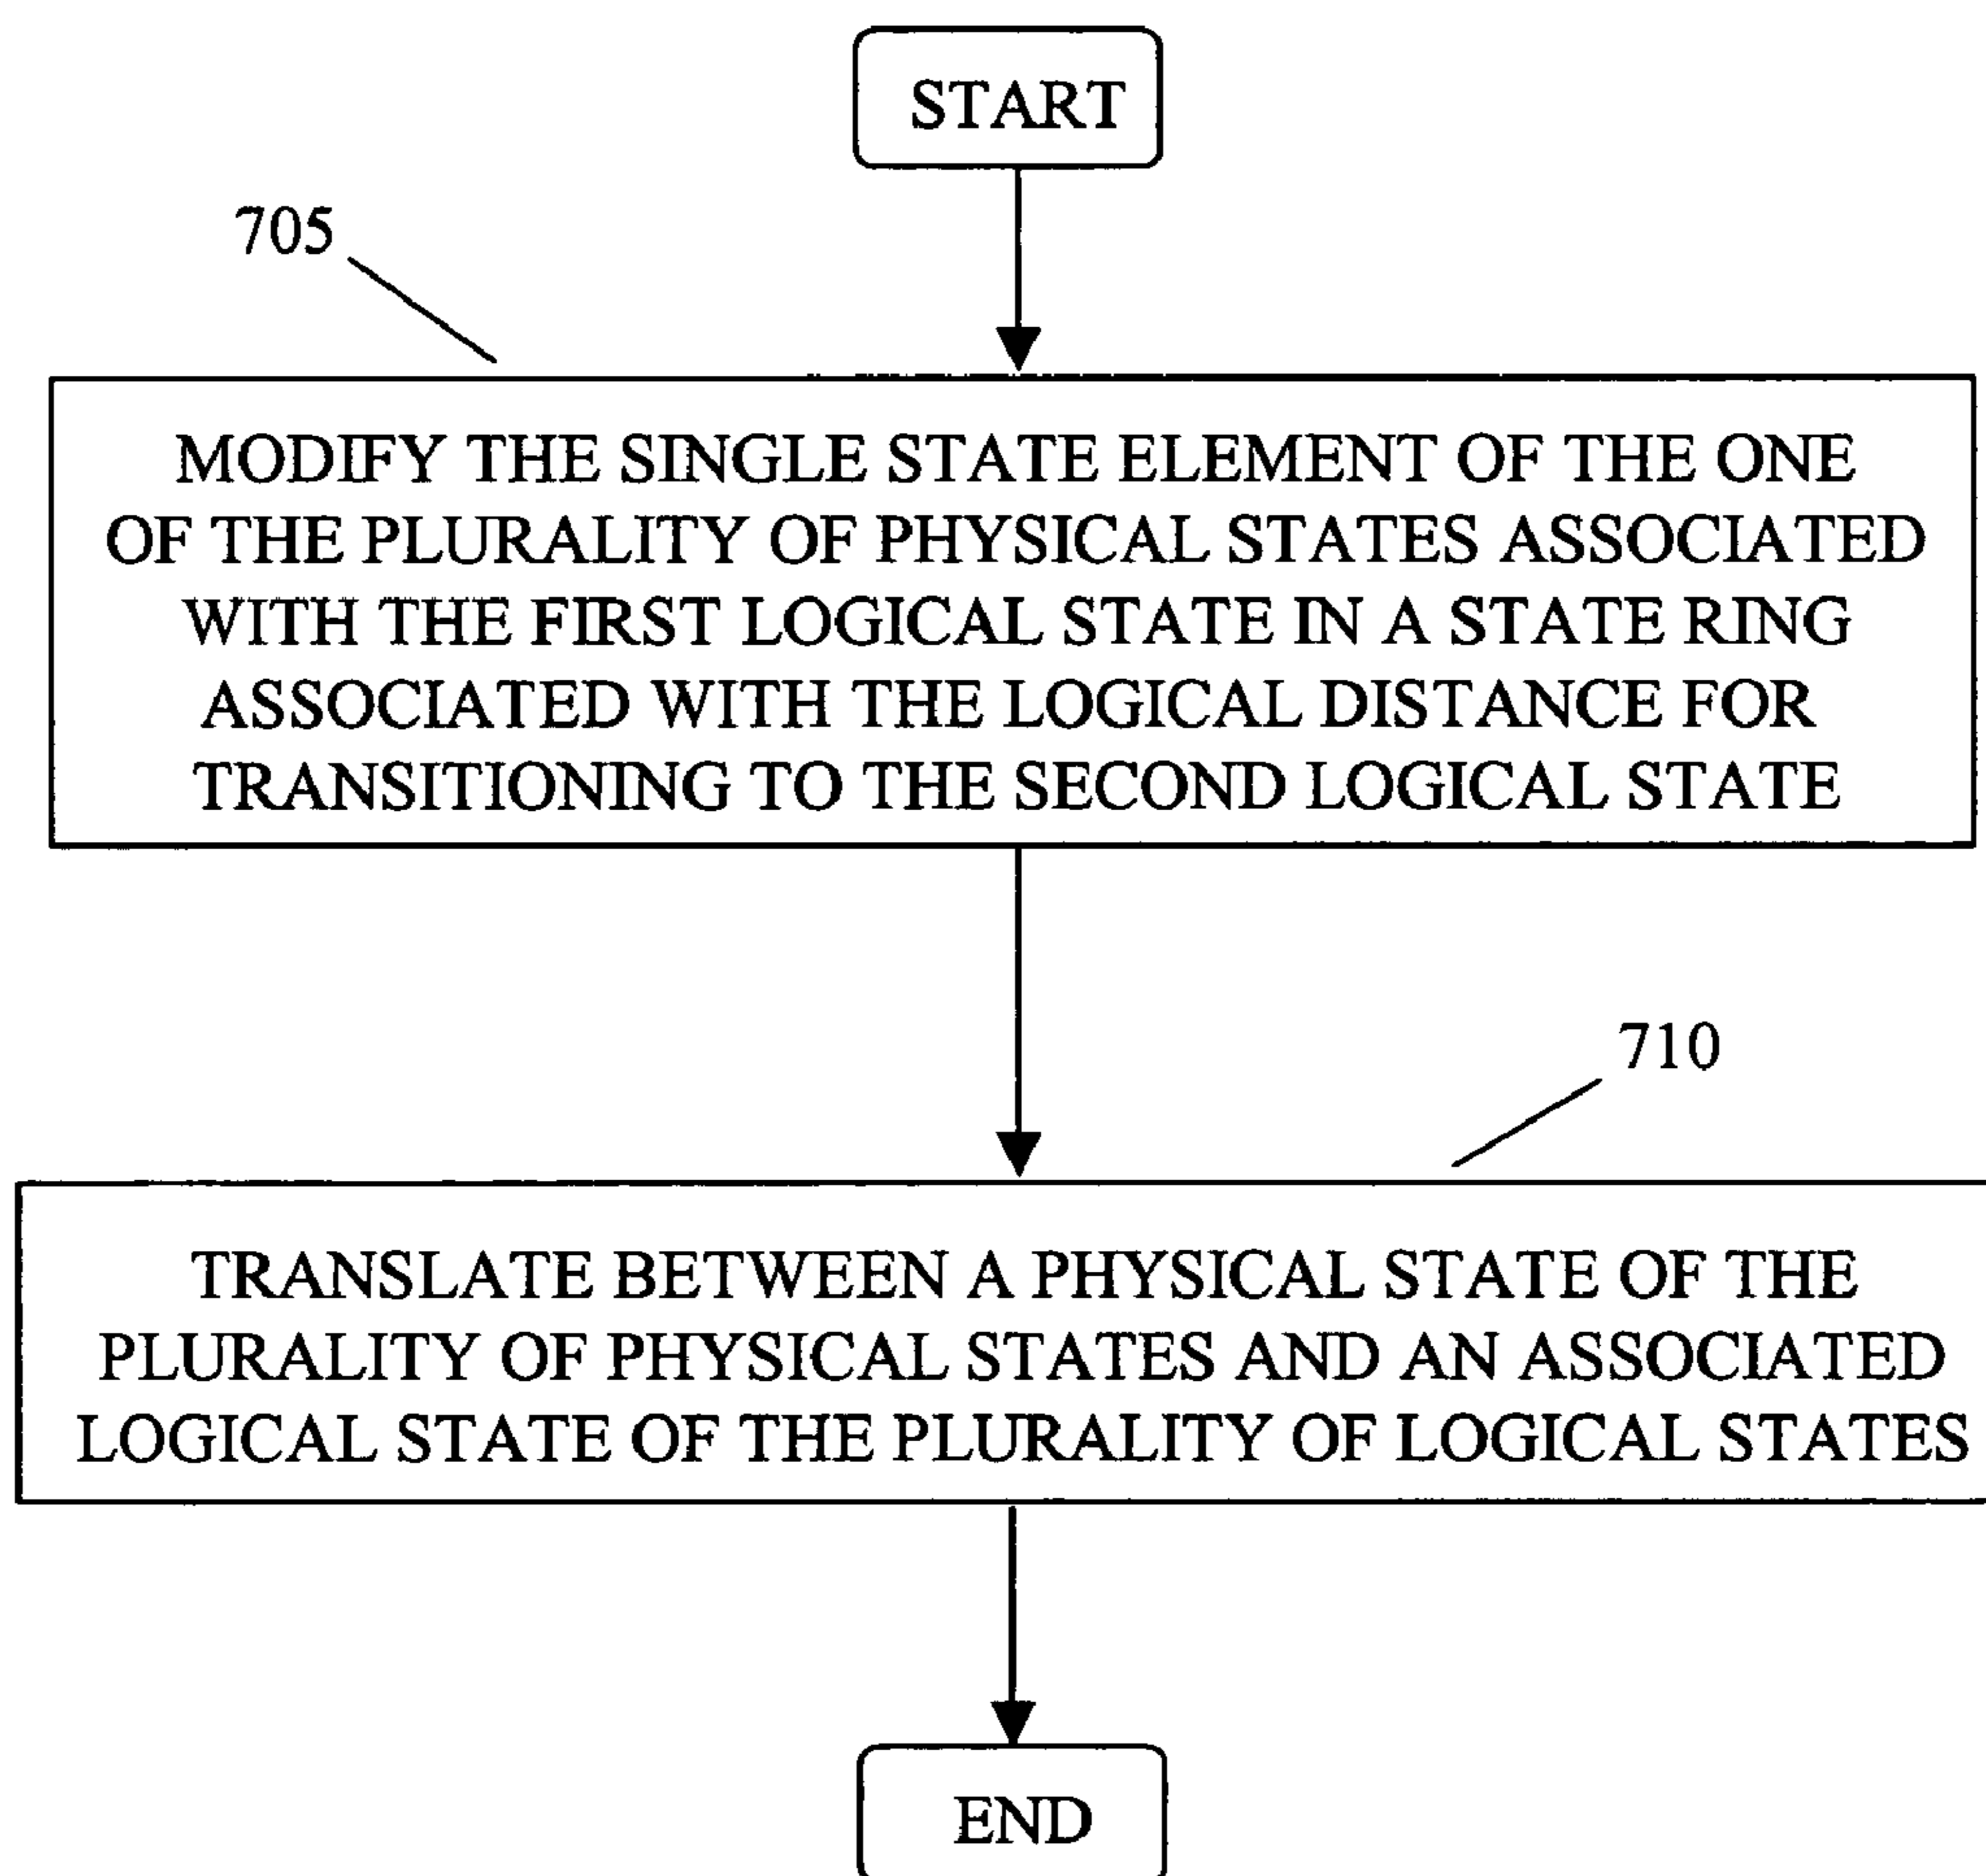 START
705
MODIFY THE SINGLE STATE ELEMENT OF THE ONE
OF THE PLURALITY OF PHYSICAL STATES ASSOCIATED
WITH THE FIRST LOGICAL STATE IN A STATE RING
ASSOCIATED WITH THE LOGICAL DISTANCE FOR
TRANSITIONING TO THE SECOND LOGICAL STATE
710
TRANSLATE BETWEEN A PHYSICAL STATE OF THE
PLURALITY OF PHYSICAL STATES AND AN ASSOCIATED
LOGICAL STATE OF THE PLURALITY OF LOGICAL STATES
END